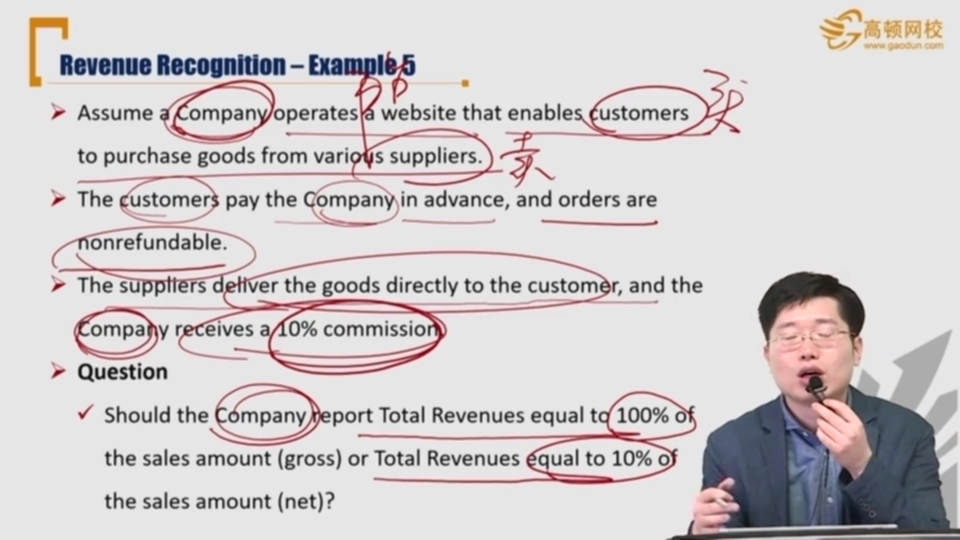 高顿网校
www.gaodun.com
Revenue Recognition – Example 5
Assume a Company operates a website that enables customers
买
to purchase goods from various suppliers.
卖
The customers pay the Company in advance, and orders are
nonrefundable.
The suppliers deliver the goods directly to the customer, and the
Company receives a 10% commission
Question
Should the Company report Total Revenues equal to 100% of
the sales amount (gross) or Total Revenues equal to 10% of
the sales amount (net)?